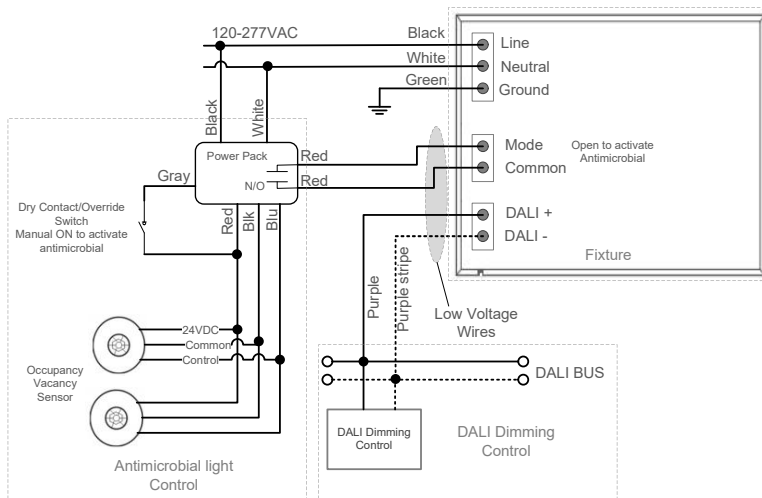 120-277VAC
Black
Line
White
Neutral
Green
Ground
Black
White
Power Pack
N/O
Red
Red
Mode
Common
Open to activate
Antimicrobial
Gray
Red
Blk
Blu
Dry Contact/Override
Switch
Manual ON to activate
antimicrobial
DALI +
DALI -
Fixture
Purple
Purple stripe
Low Voltage
Wires
24VDC
Common
Control
Occupancy
Vacancy
Sensor
DALI BUS
DALI Dimming
Control
DALI Dimming
Control
Antimicrobial light
Control